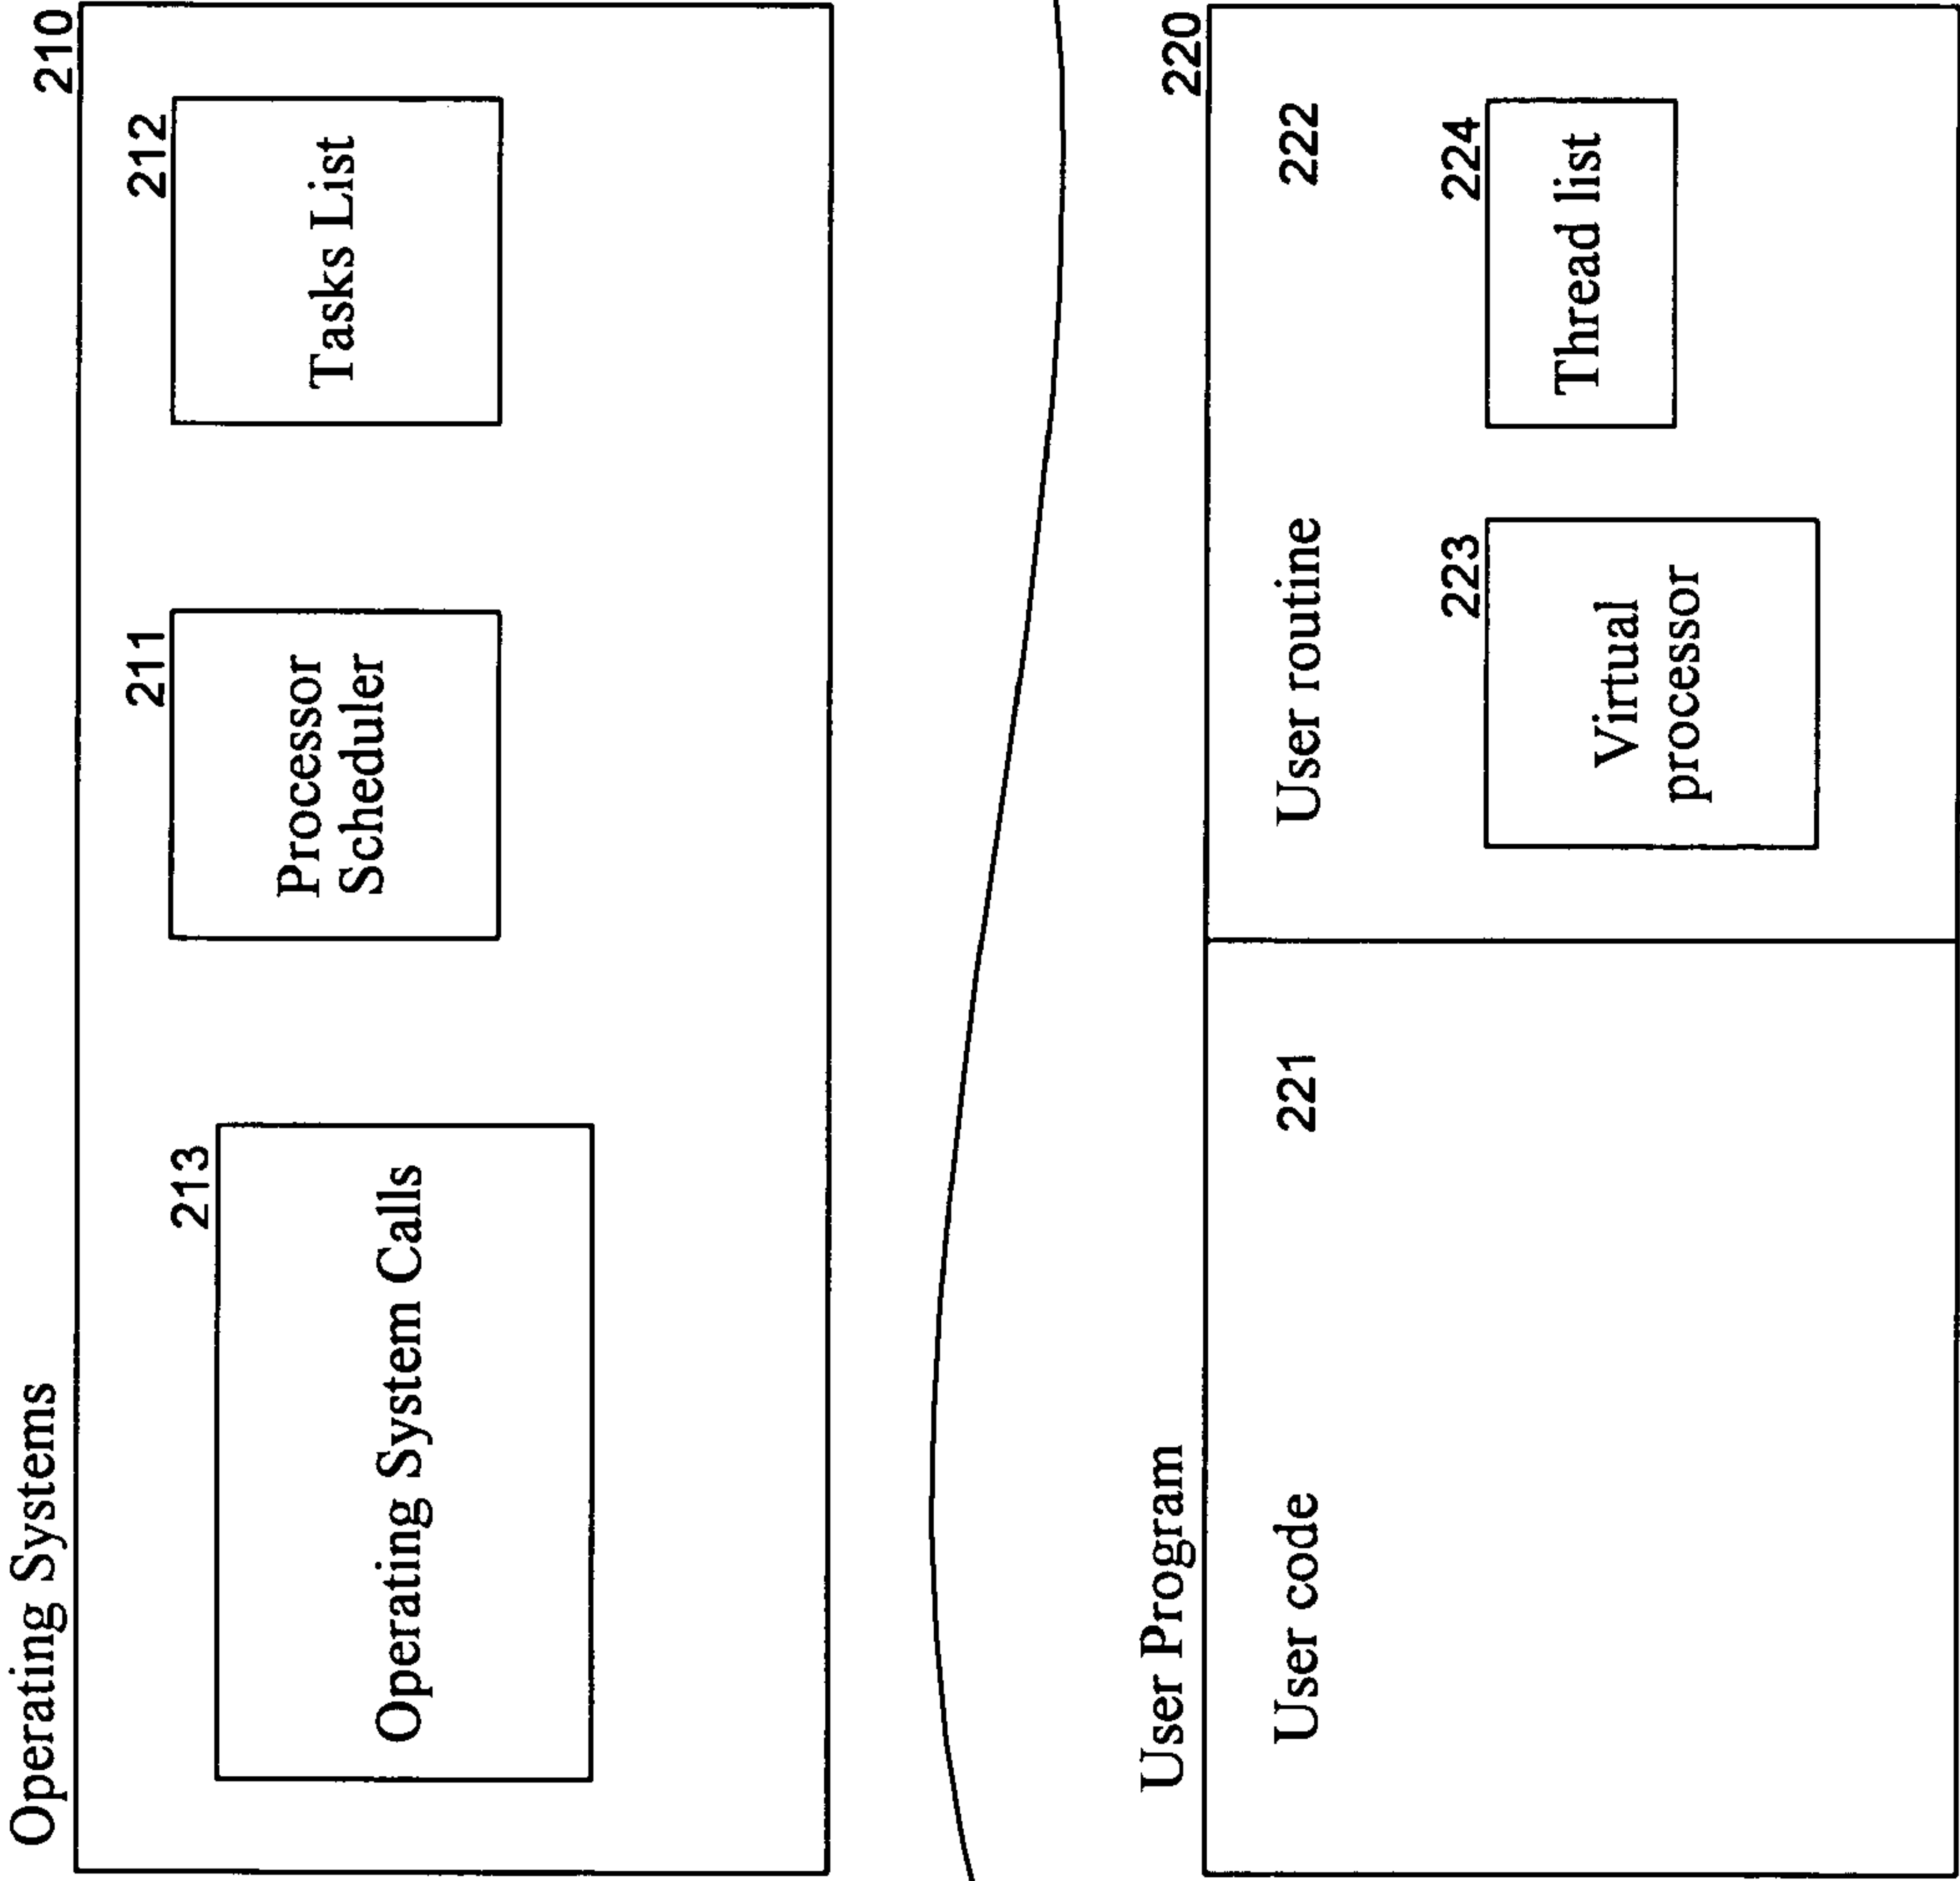 Operating Systems
210
213
Operating System Calls
211
Processor
Scheduler
212
Tasks List
User Program
220
User code
221
User routine
222
223
Virtual
processor
224
Thread list